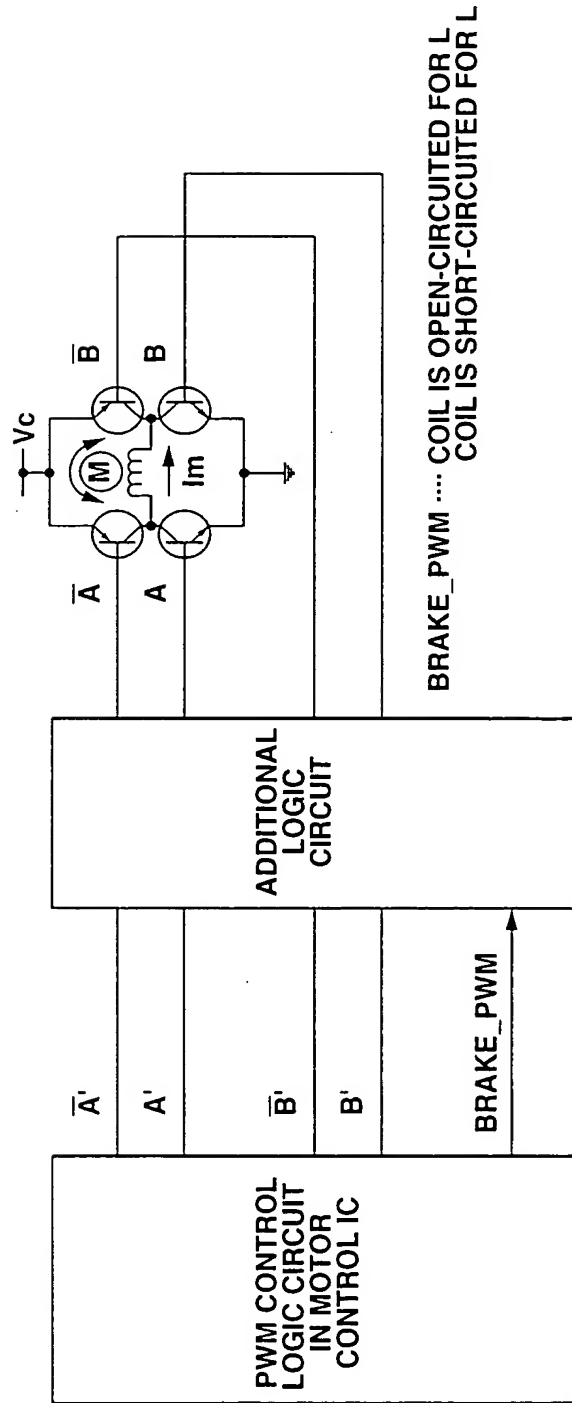 PWM CONTROL
LOGIC CIRCUIT
IN MOTOR
CONTROL IC
A̅'
A'
B̅'
B'
BRAKE_PWM
ADDITIONAL
LOGIC
CIRCUIT
A̅
A
Vc
M
Im
B̅
B
BRAKE_PWM ···· COIL IS OPEN-CIRCUITED FOR L
COIL IS SHORT-CIRCUITED FOR L